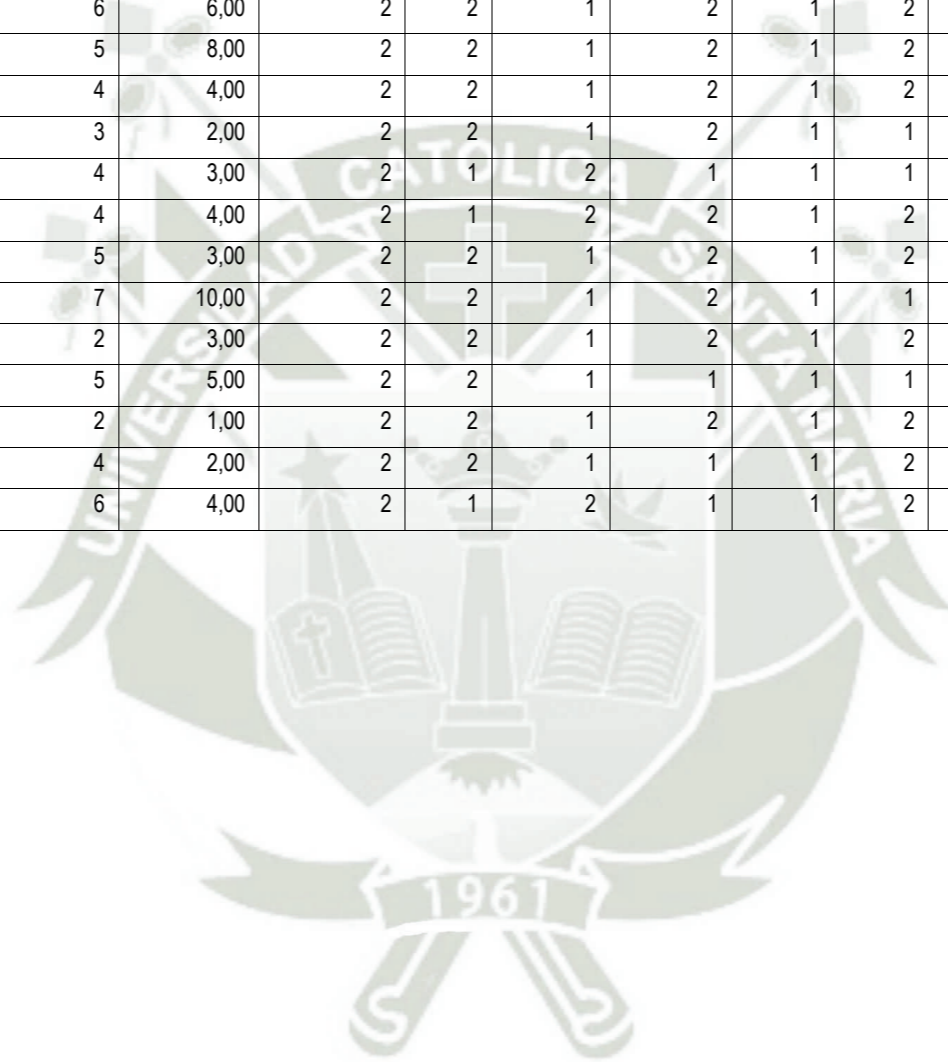 6 6,00 2 2 1 2 1 2
5 8,00 2 2 1 2 1 2
4 4,00 2 2 1 2 1 2
3 2,00 2 2 1 2 1 1
4 3,00 2 1 2 1 1 1
4 4,00 2 1 2 2 1 2
5 3,00 2 2 1 2 1 2
7 10,00 2 2 1 2 1 1
2 3,00 2 2 1 2 1 2
5 5,00 2 2 1 1 1 1
2 1,00 2 2 1 2 1 2
4 2,00 2 2 1 1 1 2
6 4,00 2 1 2 1 1 2
UNIVERSIDAD CATOLICA SANTA MARIA
1961